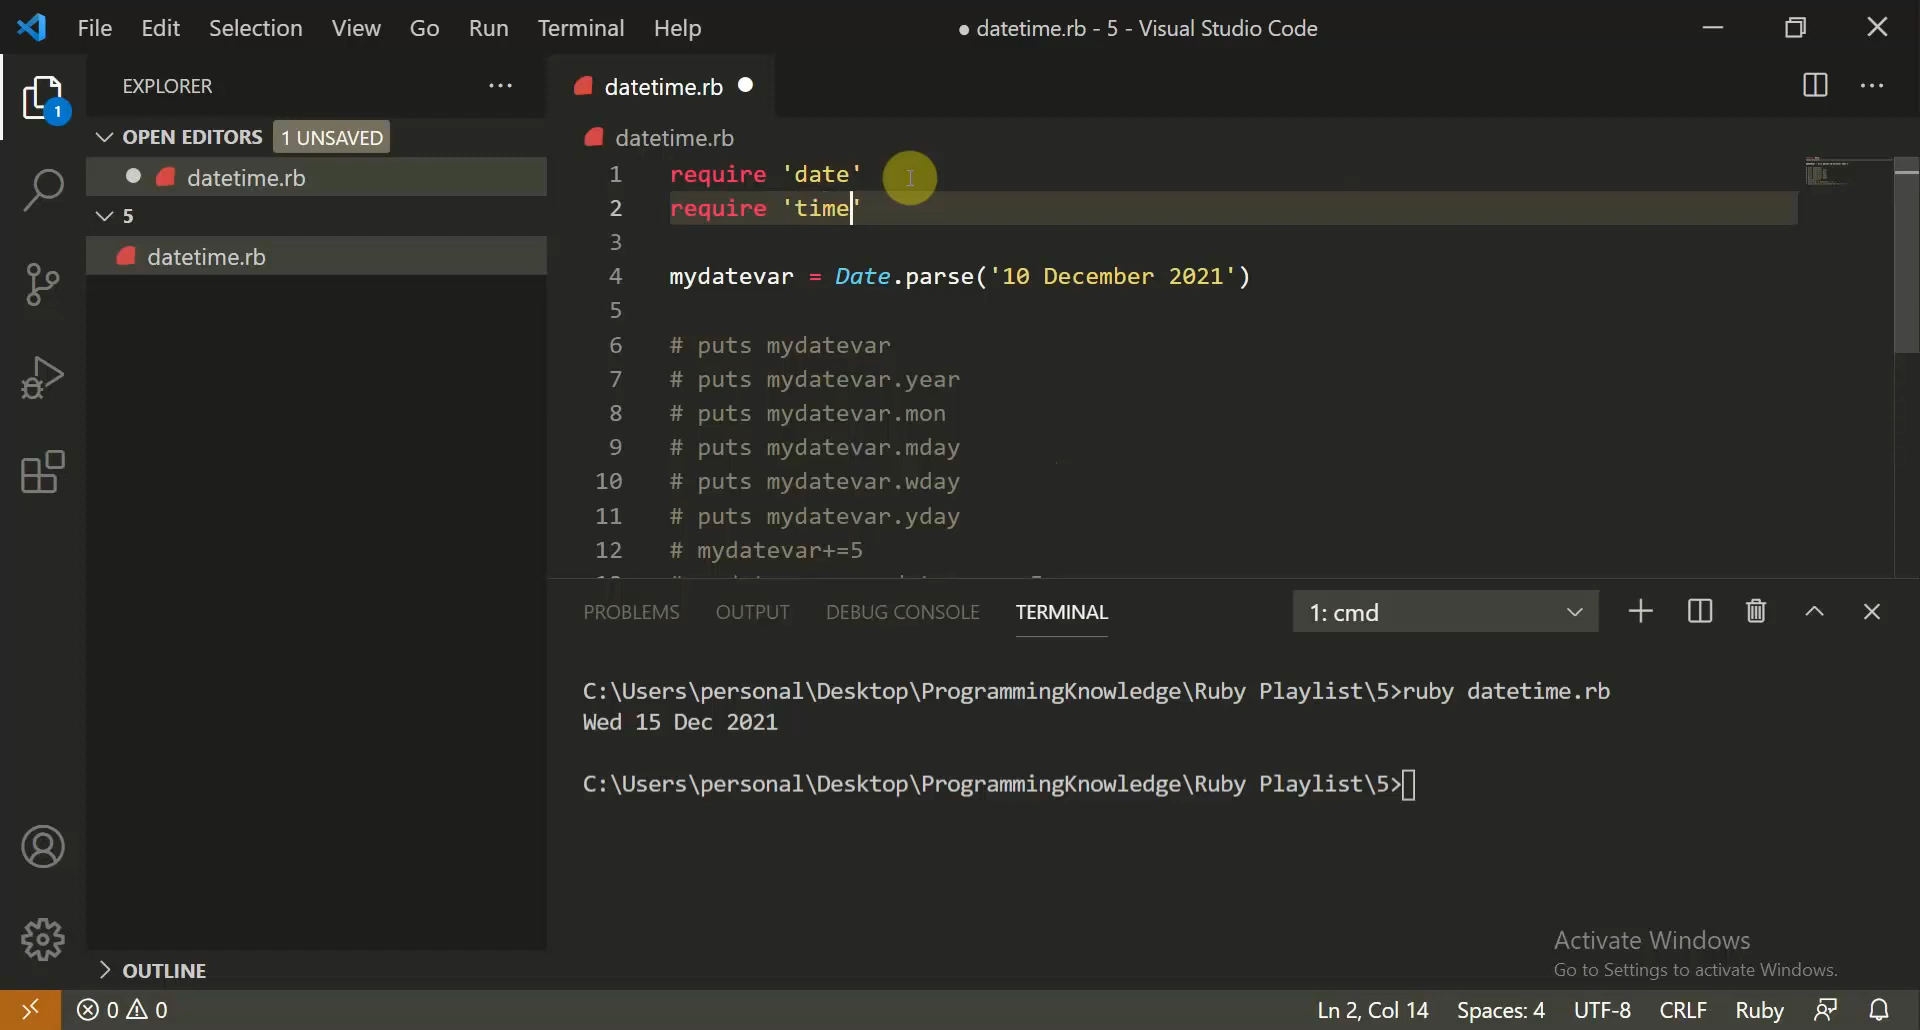 File Edit Selection View Go Run Terminal Help
● datetime.rb - 5 - Visual Studio Code
EXPLORER
OPEN EDITORS 1 UNSAVED
datetime.rb
5
datetime.rb
OUTLINE
1
datetime.rb
datetime.rb
1 require 'date'
2 require 'time'
3
4 mydatevar = Date.parse('10 December 2021')
5
6 # puts mydatevar
7 # puts mydatevar.year
8 # puts mydatevar.mon
9 # puts mydatevar.mday
10 # puts mydatevar.wday
11 # puts mydatevar.yday
12 # mydatevar+=5
PROBLEMS OUTPUT DEBUG CONSOLE TERMINAL 1: cmd
C:\Users\personal\Desktop\ProgrammingKnowledge\Ruby Playlist\5>ruby datetime.rb
Wed 15 Dec 2021
C:\Users\personal\Desktop\ProgrammingKnowledge\Ruby Playlist\5>
Activate Windows
Go to Settings to activate Windows.
0 0 Ln 2, Col 14 Spaces: 4 UTF-8 CRLF Ruby